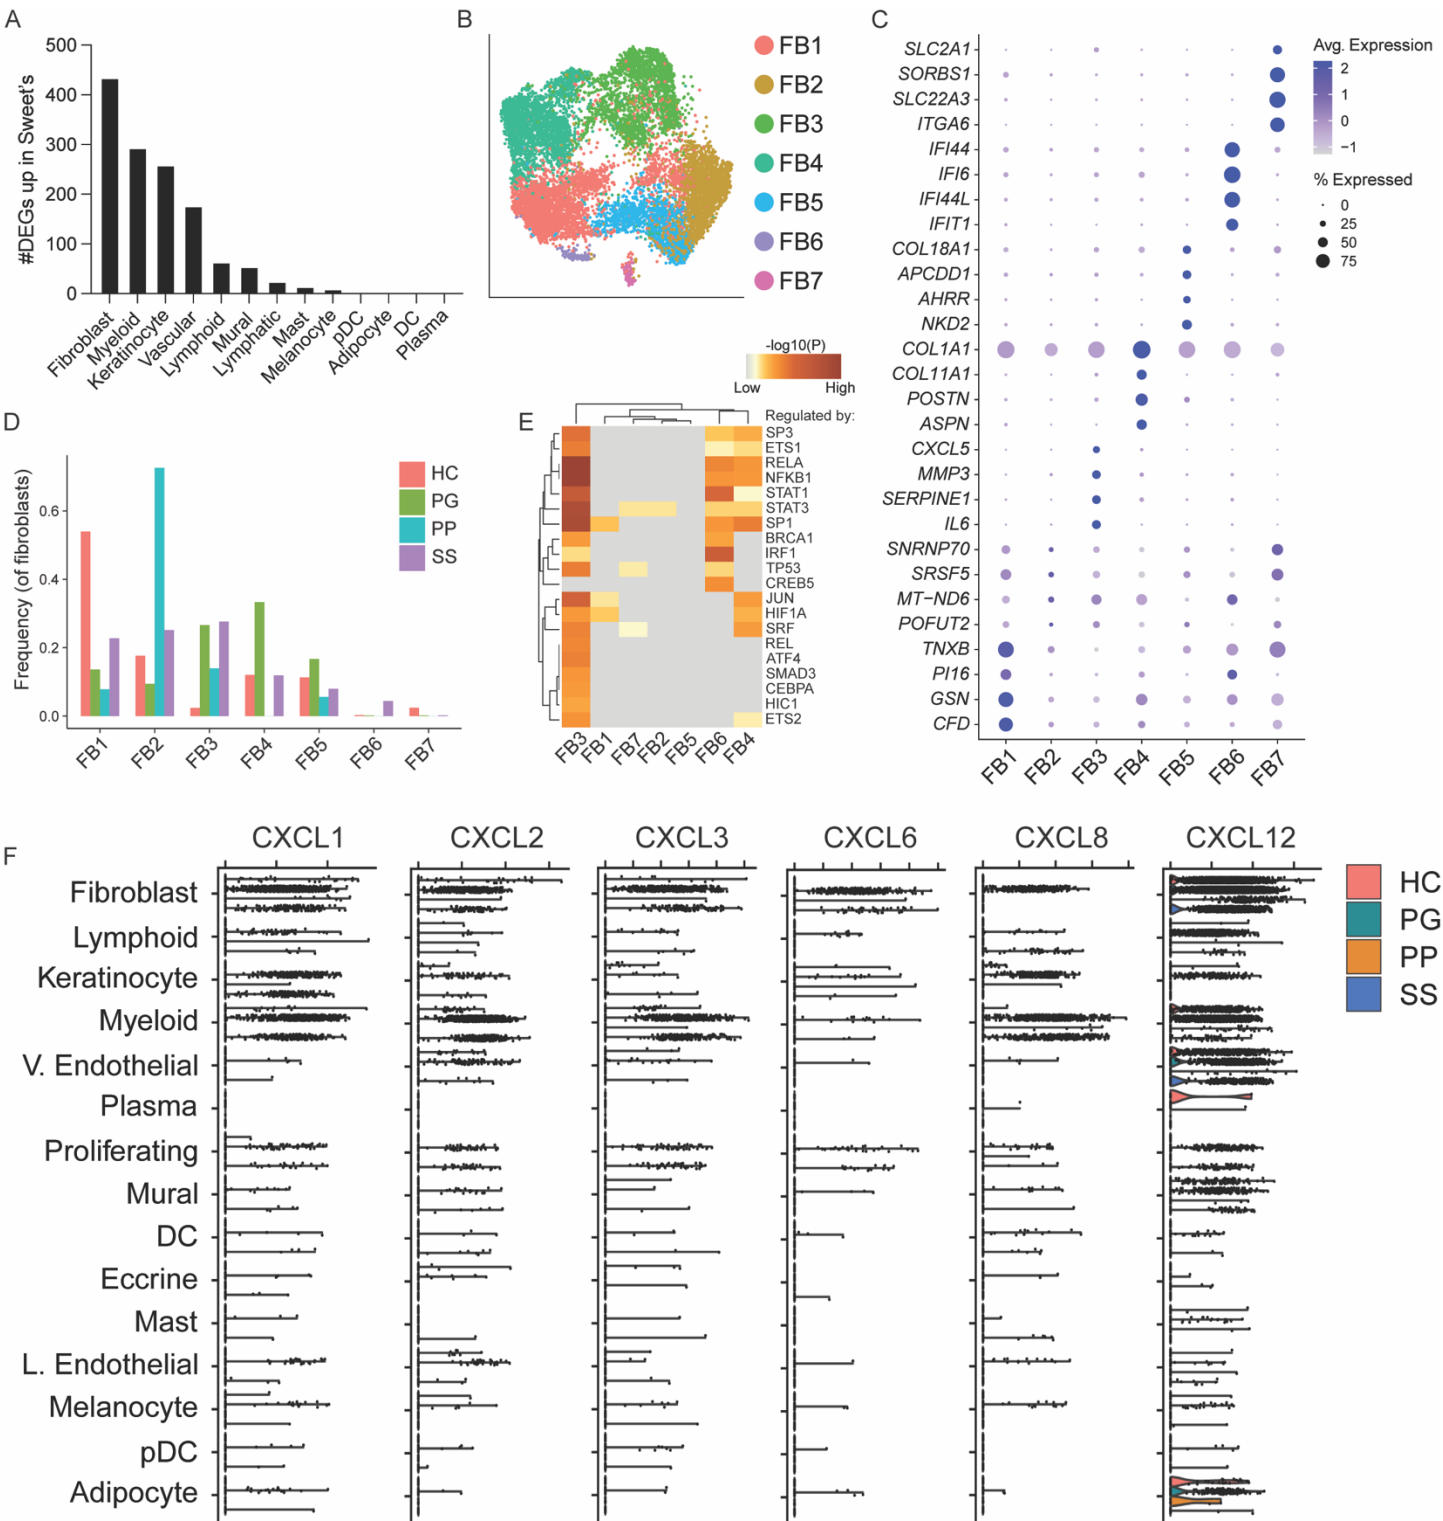 A
#DEGs up in Sweet's
500
400
300
200
100
0
Fibroblast
Myeloid
Keratinocyte
Vascular
Lymphoid
Mural
Lymphatic
Mast
Melanocyte
pDC
Adipocyte
DC
Plasma
B
FB1
FB2
FB3
FB4
FB5
FB6
FB7
C
SLC2A1
SORBS1
SLC22A3
ITGA6
IFI44
IFI6
IFI44L
IFIT1
COL18A1
APCDD1
AHRR
NKD2
COL1A1
COL11A1
POSTN
ASPN
CXCL5
MMP3
SERPINE1
IL6
SNRNP70
SRSF5
MT−ND6
POFUT2
TNXB
PI16
GSN
CFD
FB1 FB2 FB3 FB4 FB5 FB6 FB7
Avg. Expression
2
1
0
−1
% Expressed
0
25
50
75
D
Frequency (of fibroblasts)
0.6
0.4
0.2
0.0
FB1 FB2 FB3 FB4 FB5 FB6 FB7
HC
PG
PP
SS
-log10(P)
Low High
E
Regulated by:
SP3
ETS1
RELA
NFKB1
STAT1
STAT3
SP1
BRCA1
IRF1
TP53
CREB5
JUN
HIF1A
SRF
REL
ATF4
SMAD3
CEBPA
HIC1
ETS2
FB3 FB1 FB7 FB2 FB5 FB6 FB4
F
CXCL1 CXCL2 CXCL3 CXCL6 CXCL8 CXCL12
Fibroblast
Lymphoid
Keratinocyte
Myeloid
V. Endothelial
Plasma
Proliferating
Mural
DC
Eccrine
Mast
L. Endothelial
Melanocyte
pDC
Adipocyte
HC
PG
PP
SS